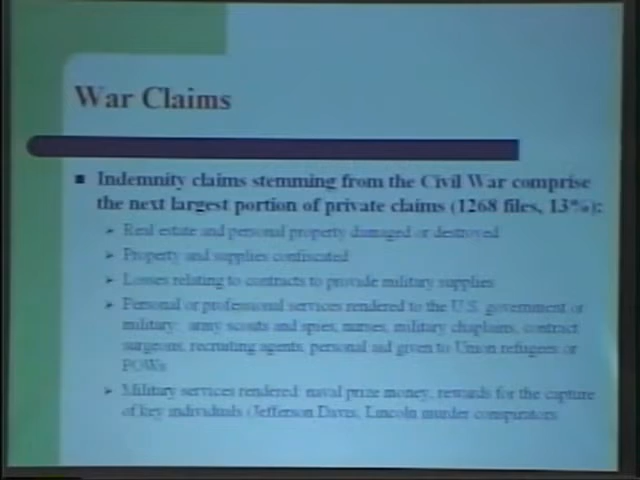 War Claims
Indemnity claims stemming from the Civil War comprise
the next largest portion of private claims (1268 files, 13%):
Real estate and personal property damaged or destroyed
Property and supplies confiscated
Losses relating to contracts to provide military supplies
Personal or professional services rendered to the U.S. government or
military: army scouts and spies, nurses, military chaplains, contract
surgeons, recruiting agents, personal aid given to Union refugees or
POWs
Military services rendered: naval prize money, rewards for the capture
of key individuals (Jefferson Davis, Lincoln murder conspirators